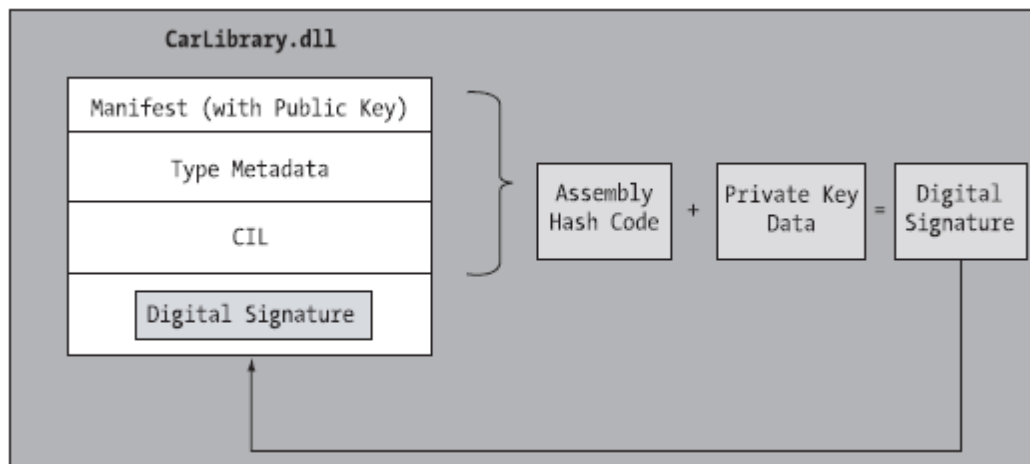 CarLibrary.dll
Manifest (with Public Key)
Type Metadata
CIL
Digital Signature
Assembly
Hash Code
+
Private Key
Data
=
Digital
Signature